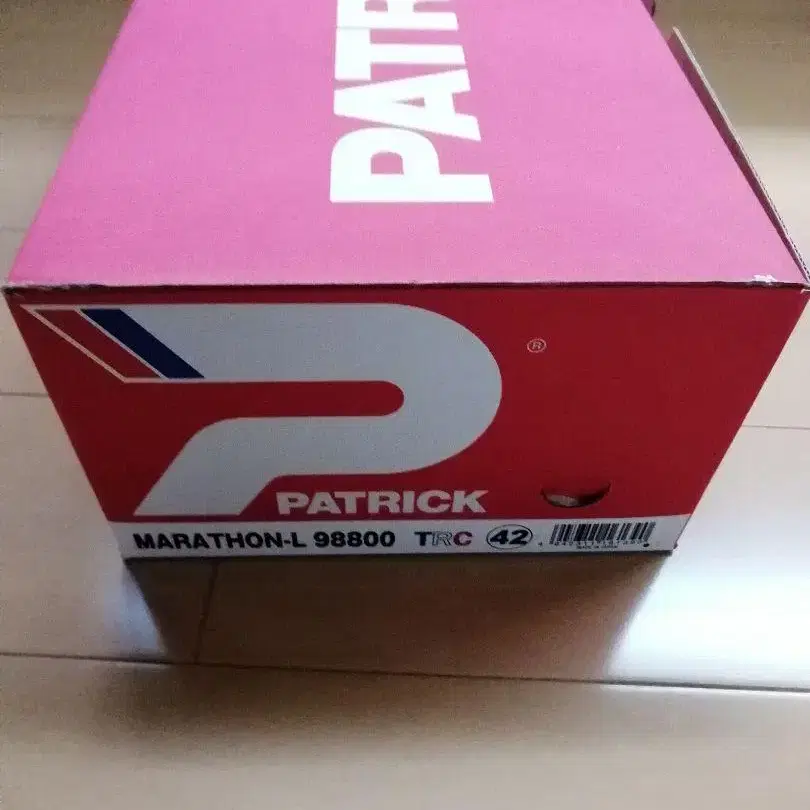 PATR
®
PATRICK
MARATHON-L 98800 TRC 42